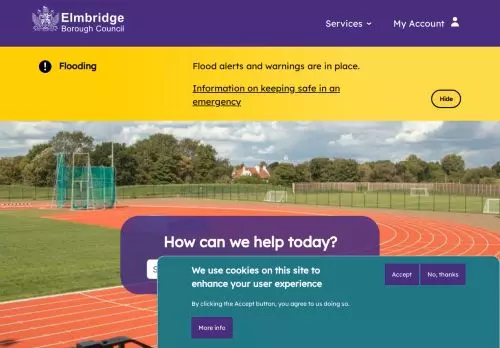 Elmbridge
Borough Council
Services
My Account
Flooding
Flood alerts and warnings are in place.
Information on keeping safe in an
emergency
Hide
How can we help today?
We use cookies on this site to
enhance your user experience
Accept
No, thanks
By clicking the Accept button, you agree to us doing so.
More info